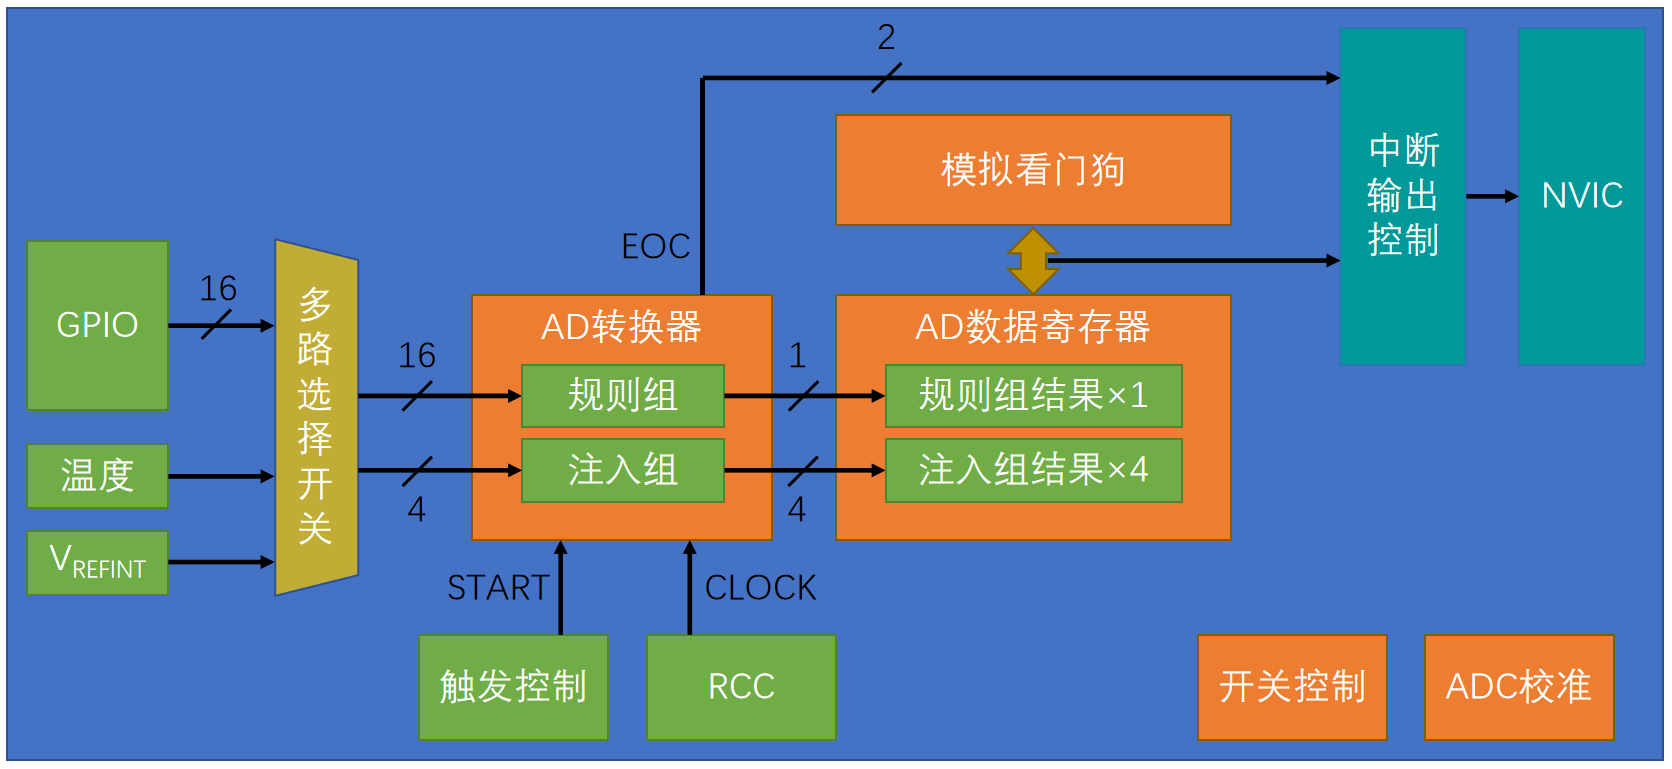 2
模拟看门狗
中断
输出
控制
NVIC
EOC
GPIO
16
多
路
选
择
开
关
AD转换器
AD数据寄存器
16
1
规则组
规则组结果×1
温度
注入组
注入组结果×4
4
4
VREFINT
START
CLOCK
触发控制
RCC
开关控制
ADC校准